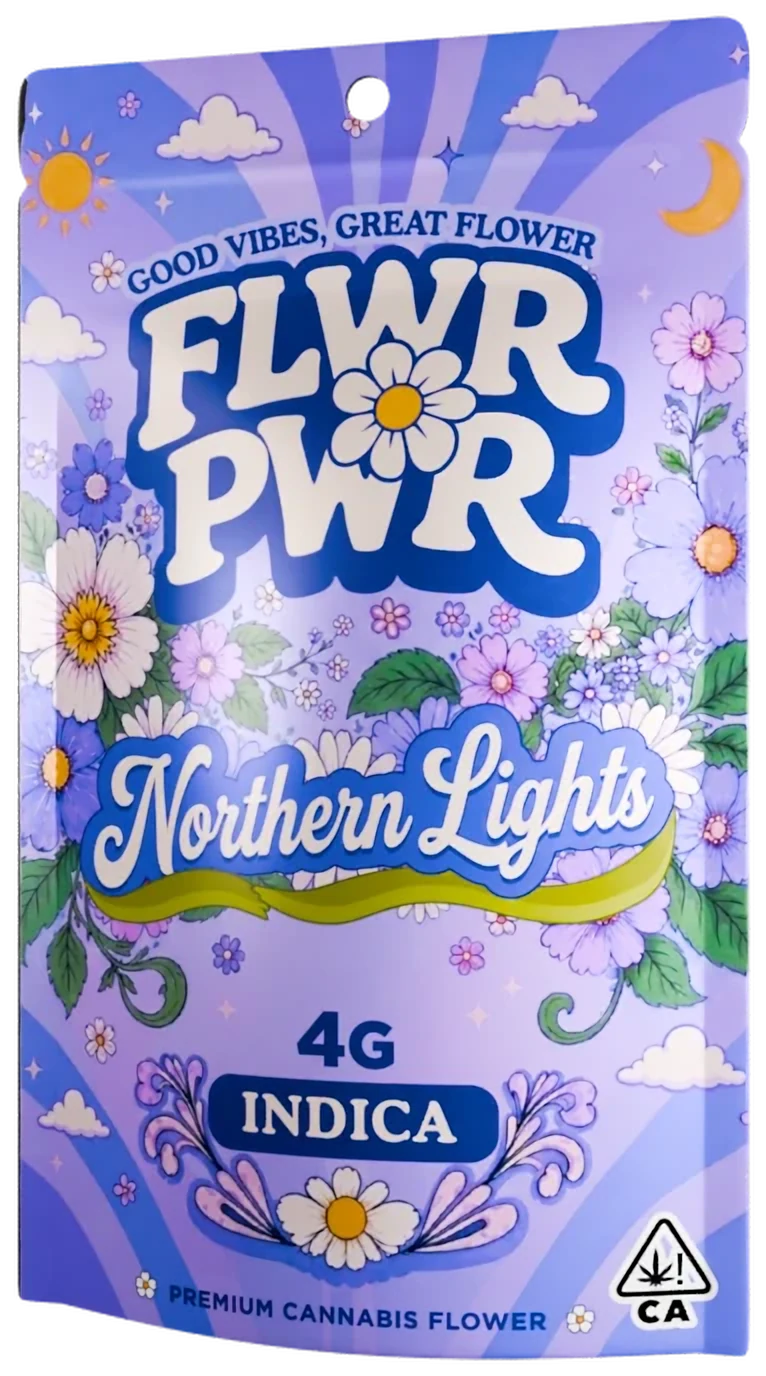 GOOD VIBES, GREAT FLOWER
FLWR
PWR
Northern Lights
4G
INDICA
PREMIUM CANNABIS FLOWER
CA